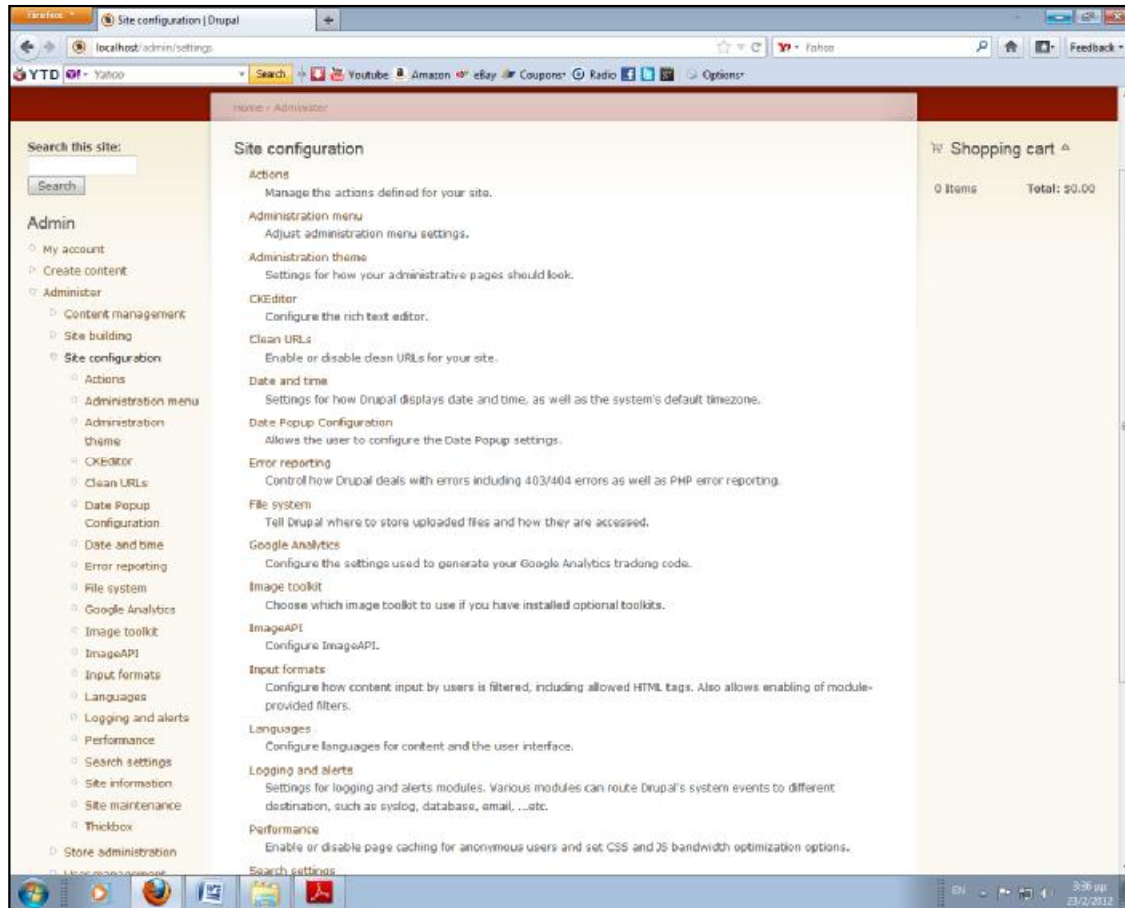 Firefox
Site configuration | Drupal
localhost/admin/settings
Yahoo
Feedback
YTD
Yahoo
Search
Youtube
Amazon
eBay
Coupons
Radio
Options
Home › Administer
Search this site:
Search
Admin
My account
Create content
Administer
Content management
Site building
Site configuration
Actions
Administration menu
Administration
theme
CKEditor
Clean URLs
Date Popup
Configuration
Date and time
Error reporting
File system
Google Analytics
Image toolkit
ImageAPI
Input formats
Languages
Logging and alerts
Performance
Search settings
Site information
Site maintenance
Thickbox
Store administration
User management
Site configuration
Actions
Manage the actions defined for your site.
Administration menu
Adjust administration menu settings.
Administration theme
Settings for how your administrative pages should look.
CKEditor
Configure the rich text editor.
Clean URLs
Enable or disable clean URLs for your site.
Date and time
Settings for how Drupal displays date and time, as well as the system's default timezone.
Date Popup Configuration
Allows the user to configure the Date Popup settings.
Error reporting
Control how Drupal deals with errors including 403/404 errors as well as PHP error reporting.
File system
Tell Drupal where to store uploaded files and how they are accessed.
Google Analytics
Configure the settings used to generate your Google Analytics tracking code.
Image toolkit
Choose which image toolkit to use if you have installed optional toolkits.
ImageAPI
Configure ImageAPI.
Input formats
Configure how content input by users is filtered, including allowed HTML tags. Also allows enabling of module-
provided filters.
Languages
Configure languages for content and the user interface.
Logging and alerts
Settings for logging and alerts modules. Various modules can route Drupal's system events to different
destination, such as syslog, database, email, ...etc.
Performance
Enable or disable page caching for anonymous users and set CSS and JS bandwidth optimization options.
Search settings
Shopping cart
0 Items Total: $0.00
EN
3:36 μμ
23/2/2012